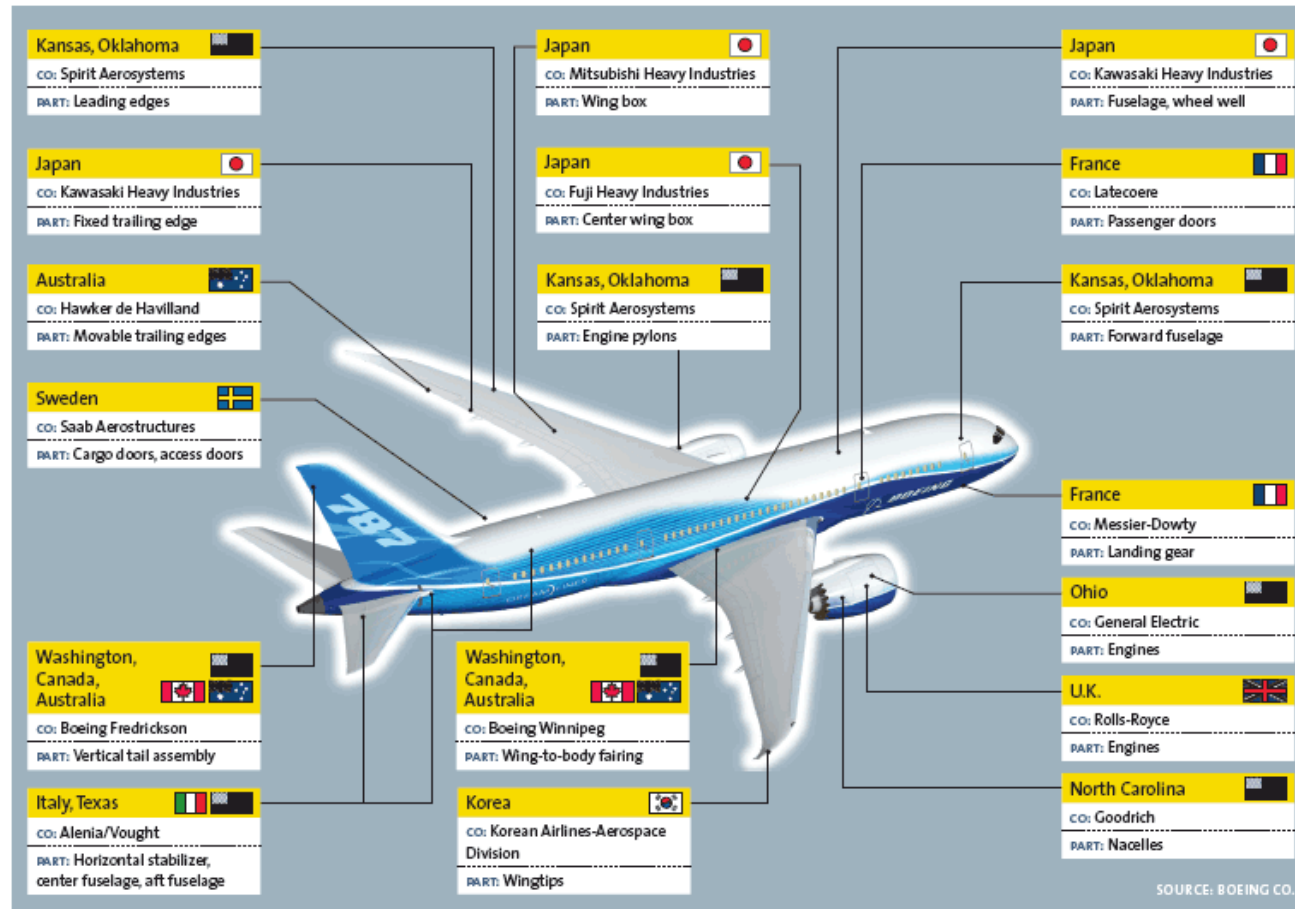 Kansas, Oklahoma
CO: Spirit Aerosystems
PART: Leading edges
Japan
CO: Kawasaki Heavy Industries
PART: Fixed trailing edge
Australia
CO: Hawker de Havilland
PART: Movable trailing edges
Sweden
CO: Saab Aerostructures
PART: Cargo doors, access doors
Japan
CO: Mitsubishi Heavy Industries
PART: Wing box
Japan
CO: Fuji Heavy Industries
PART: Center wing box
Kansas, Oklahoma
CO: Spirit Aerosystems
PART: Engine pylons
Japan
CO: Kawasaki Heavy Industries
PART: Fuselage, wheel well
France
CO: Latecoere
PART: Passenger doors
Kansas, Oklahoma
CO: Spirit Aerosystems
PART: Forward fuselage
787
BOEING
DREAMLINER
France
CO: Messier-Dowty
PART: Landing gear
Ohio
CO: General Electric
PART: Engines
U.K.
CO: Rolls-Royce
PART: Engines
North Carolina
CO: Goodrich
PART: Nacelles
Washington,
Canada,
Australia
CO: Boeing Fredrickson
PART: Vertical tail assembly
Italy, Texas
CO: Alenia/Vought
PART: Horizontal stabilizer,
center fuselage, aft fuselage
Washington,
Canada,
Australia
CO: Boeing Winnipeg
PART: Wing-to-body fairing
Korea
CO: Korean Airlines-Aerospace
Division
PART: Wingtips
SOURCE: BOEING CO.